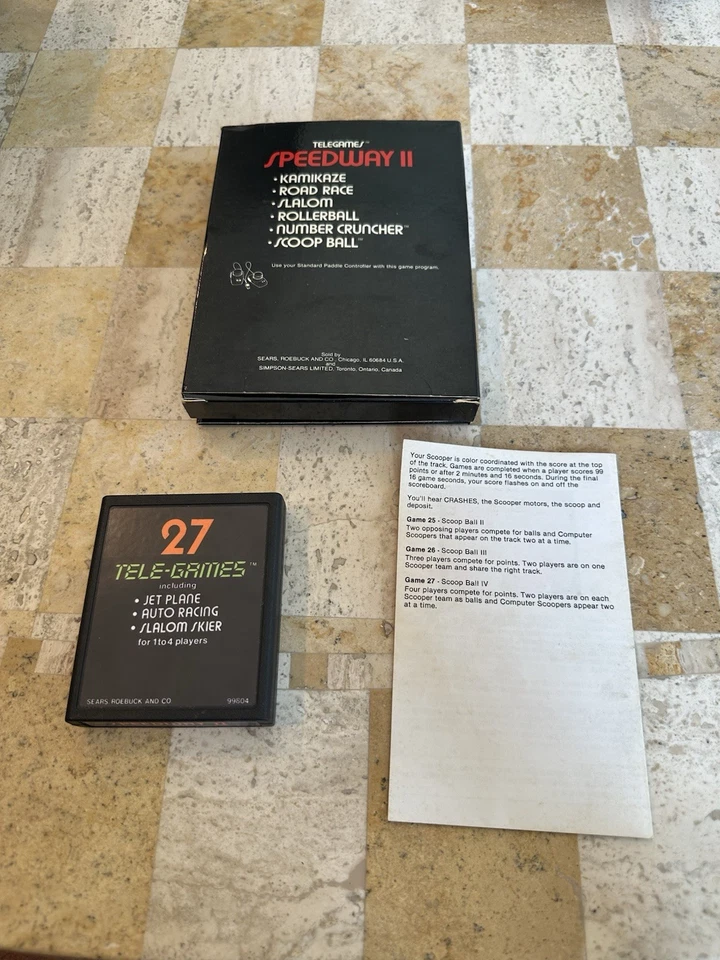 TELEGAMES™
SPEEDWAY II
• KAMIKAZE
• ROAD RACE
• SLALOM
• ROLLERBALL
• NUMBER CRUNCHER™
• SCOOP BALL™
Use your Standard Paddle Controller with this game program.
Sold by
SEARS, ROEBUCK AND CO., Chicago, IL 60684 U.S.A.
and
SIMPSON-SEARS LIMITED, Toronto, Ontario, Canada
27
TELE-GAMES™
including
• JET PLANE
• AUTO RACING
• SLALOM SKIER
for 1 to 4 players
SEARS, ROEBUCK AND CO. 99804
Your Scooper is color coordinated with the score at the top
of the track. Games are completed when a player scores 99
points or after 2 minutes and 16 seconds. During the final
16 game seconds, your score flashes on and off the
scoreboard.
You'll hear CRASHES, the Scooper motors, the scoop and
deposit.
Game 25 - Scoop Ball II
Two opposing players compete for balls and Computer
Scoopers that appear on the track two at a time.
Game 26 - Scoop Ball III
Three players compete for points. Two players are on one
Scooper team and share the right track.
Game 27 - Scoop Ball IV
Four players compete for points. Two players are on each
Scooper team as balls and Computer Scoopers appear two
at a time.